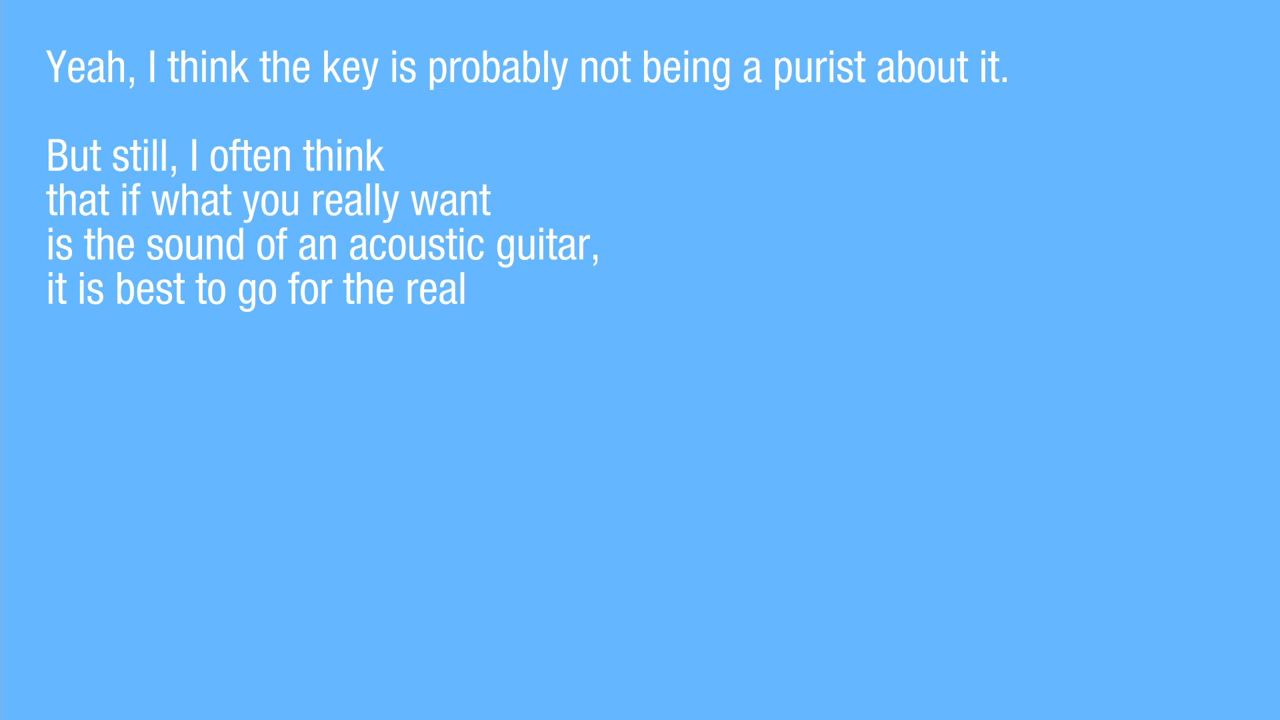 Yeah, I think the key is probably not being a purist about it.
But still, I often think
that if what you really want
is the sound of an acoustic guitar,
it is best to go for the real